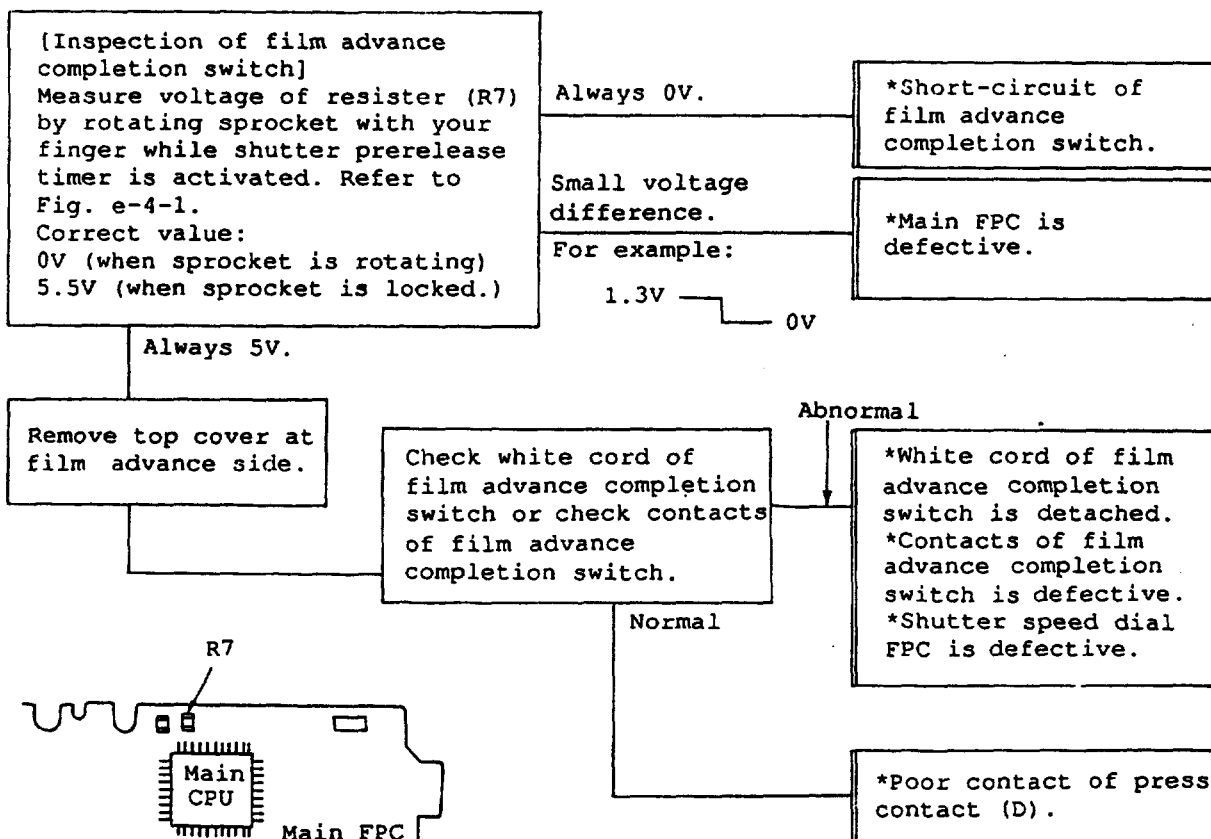 [Inspection of film advance
completion switch]
Measure voltage of resister (R7)
by rotating sprocket with your
finger while shutter prerelease
timer is activated. Refer to
Fig. e-4-1.
Correct value:
0V (when sprocket is rotating)
5.5V (when sprocket is locked.)
Always 0V.
*Short-circuit of
film advance
completion switch.
Small voltage
difference.
For example:
1.3V
0V
*Main FPC is
defective.
Always 5V.
Remove top cover at
film advance side.
Check white cord of
film advance completion
switch or check contacts
of film advance
completion switch.
Abnormal
*White cord of film
advance completion
switch is detached.
*Contacts of film
advance completion
switch is defective.
*Shutter speed dial
FPC is defective.
Normal
*Poor contact of press
contact (D).
R7
Main
CPU
Main FPC